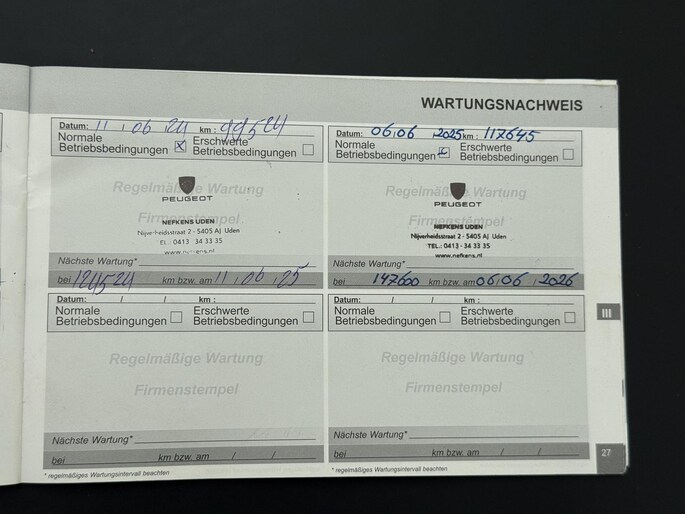 WARTUNGSNACHWEIS
Datum: 11 / 06 / 24 km : 99524
Normale Betriebsbedingungen x Erschwerte Betriebsbedingungen
Regelmäßige Wartung
PEUGEOT
Firmenstempel
NEFKENS UDEN
Nijverheidsstraat 2 - 5405 AJ Uden
TEL.: 0413 34 33 35
www.nefkens.nl
Nächste Wartung*
bei 124524 km bzw. am 11 / 06 / 25
Datum: 06/06 / 2025 km : 117645
Normale Betriebsbedingungen Erschwerte Betriebsbedingungen
Regelmäßige Wartung
PEUGEOT
Firmenstempel
NEFKENS UDEN
Nijverheidsstraat 2 - 5405 AJ Uden
TEL.: 0413 - 34 33 35
www.nefkens.nl
Nächste Wartung*
bei 147600 km bzw. am 06/06 / 2026
Datum: / / km :
Normale Betriebsbedingungen Erschwerte Betriebsbedingungen
Regelmäßige Wartung
Firmenstempel
Nächste Wartung*
bei km bzw. am / /
* regelmäßiges Wartungsintervall beachten
Datum: / / km :
Normale Betriebsbedingungen Erschwerte Betriebsbedingungen
Regelmäßige Wartung
Firmenstempel
Nächste Wartung*
bei km bzw. am / /
* regelmäßiges Wartungsintervall beachten
III
27